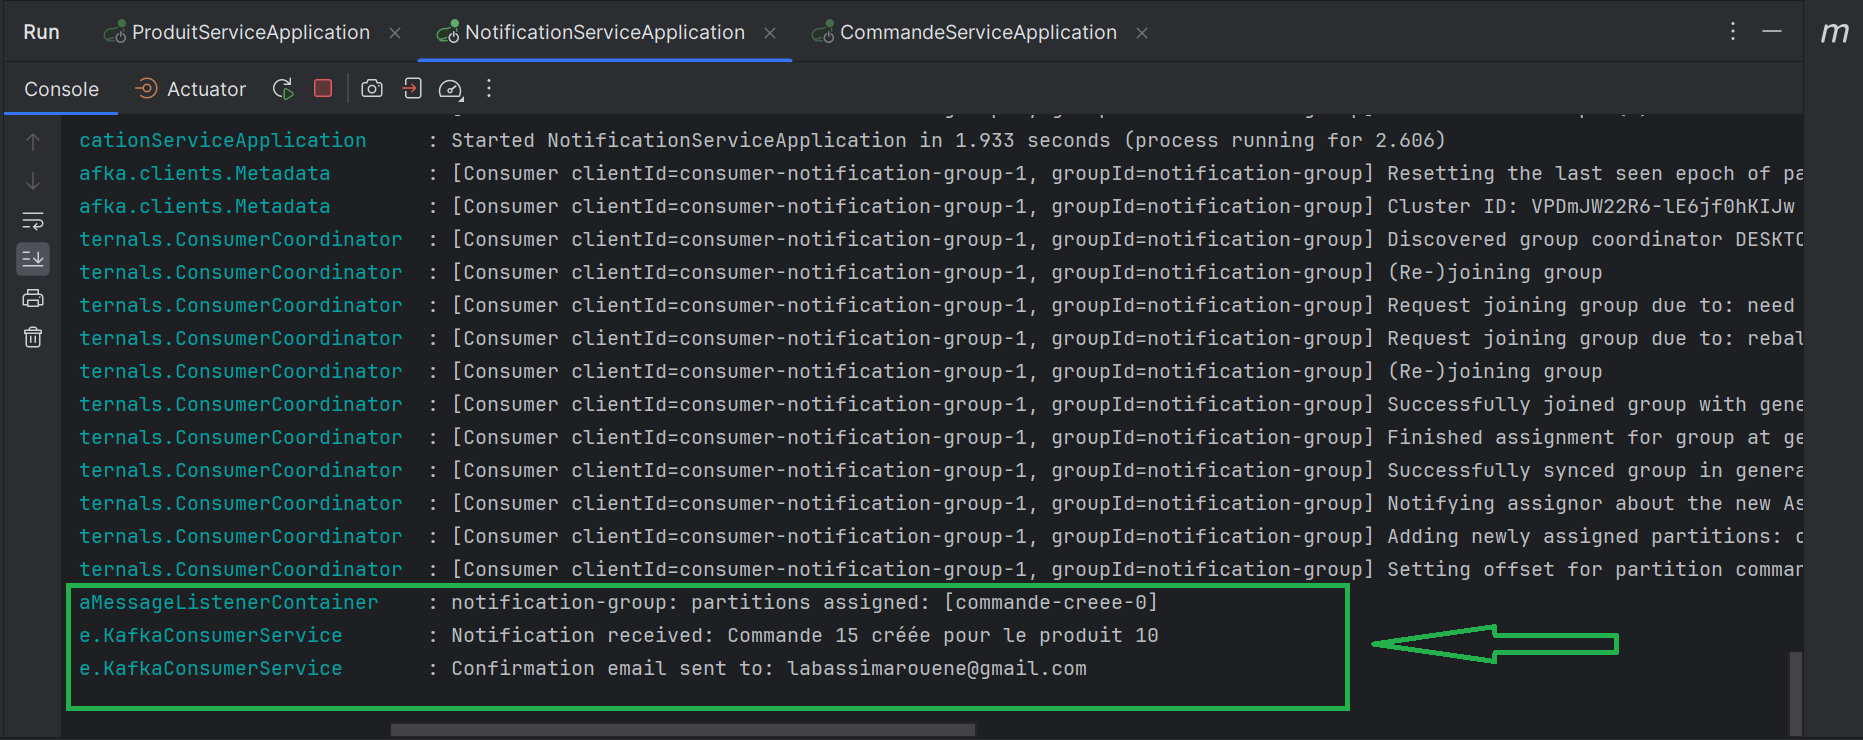 Run ProduitServiceApplication NotificationServiceApplication CommandeServiceApplication m
Console Actuator
cationServiceApplication : Started NotificationServiceApplication in 1.933 seconds (process running for 2.606)
afka.clients.Metadata : [Consumer clientId=consumer-notification-group-1, groupId=notification-group] Resetting the last seen epoch of pa
afka.clients.Metadata : [Consumer clientId=consumer-notification-group-1, groupId=notification-group] Cluster ID: VPDmJW22R6-lE6jf0hKIJw
ternals.ConsumerCoordinator : [Consumer clientId=consumer-notification-group-1, groupId=notification-group] Discovered group coordinator DESKTO
ternals.ConsumerCoordinator : [Consumer clientId=consumer-notification-group-1, groupId=notification-group] (Re-)joining group
ternals.ConsumerCoordinator : [Consumer clientId=consumer-notification-group-1, groupId=notification-group] Request joining group due to: need
ternals.ConsumerCoordinator : [Consumer clientId=consumer-notification-group-1, groupId=notification-group] Request joining group due to: rebal
ternals.ConsumerCoordinator : [Consumer clientId=consumer-notification-group-1, groupId=notification-group] (Re-)joining group
ternals.ConsumerCoordinator : [Consumer clientId=consumer-notification-group-1, groupId=notification-group] Successfully joined group with gene
ternals.ConsumerCoordinator : [Consumer clientId=consumer-notification-group-1, groupId=notification-group] Finished assignment for group at ge
ternals.ConsumerCoordinator : [Consumer clientId=consumer-notification-group-1, groupId=notification-group] Successfully synced group in genera
ternals.ConsumerCoordinator : [Consumer clientId=consumer-notification-group-1, groupId=notification-group] Notifying assignor about the new As
ternals.ConsumerCoordinator : [Consumer clientId=consumer-notification-group-1, groupId=notification-group] Adding newly assigned partitions: c
ternals.ConsumerCoordinator : [Consumer clientId=consumer-notification-group-1, groupId=notification-group] Setting offset for partition comman
aMessageListenerContainer : notification-group: partitions assigned: [commande-creee-0]
e.KafkaConsumerService : Notification received: Commande 15 créée pour le produit 10
e.KafkaConsumerService : Confirmation email sent to: labassimarouene@gmail.com